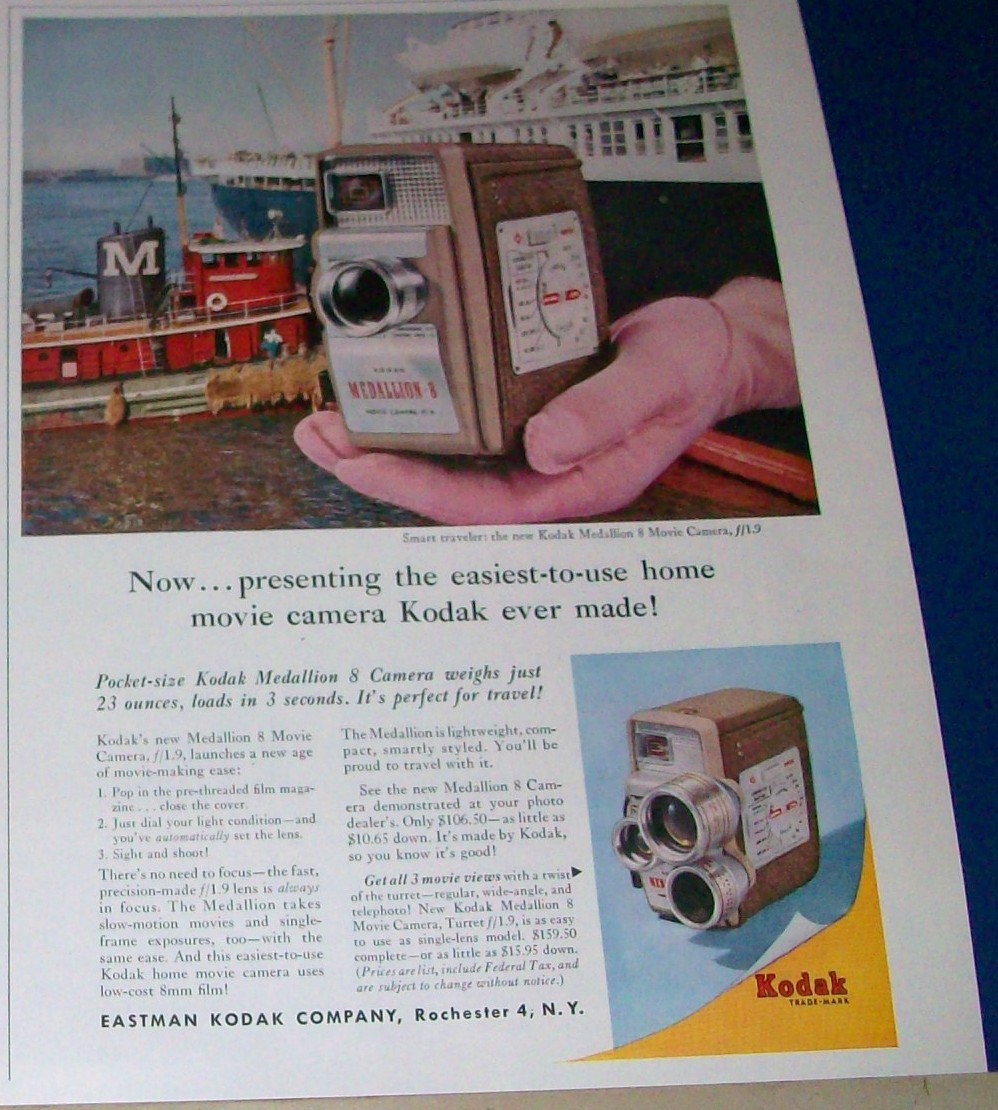 M
KODAK
MEDALLION·8
MOVIE CAMERA
Smart traveler: the new Kodak Medallion 8 Movie Camera, f/1.9
Now...presenting the easiest-to-use home
movie camera Kodak ever made!
Pocket-size Kodak Medallion 8 Camera weighs just
23 ounces, loads in 3 seconds. It's perfect for travel!
Kodak's new Medallion 8 Movie
Camera, f/1.9, launches a new age
of movie-making ease:
1. Pop in the pre-threaded film maga-
zine . . . close the cover.
2. Just dial your light condition—and
you've automatically set the lens.
3. Sight and shoot!
There's no need to focus—the fast,
precision-made f/1.9 lens is always
in focus. The Medallion takes
slow-motion movies and single-
frame exposures, too—with the
same ease. And this easiest-to-use
Kodak home movie camera uses
low-cost 8mm film!
The Medallion is lightweight, com-
pact, smartly styled. You'll be
proud to travel with it.
See the new Medallion 8 Cam-
era demonstrated at your photo
dealer's. Only $106.50—as little as
$10.65 down. It's made by Kodak,
so you know it's good!
Get all 3 movie views with a twist
of the turret—regular, wide-angle, and
telephoto! New Kodak Medallion 8
Movie Camera, Turret f/1.9, is as easy
to use as single-lens model. $159.50
complete—or as little as $15.95 down.
(Prices are list, include Federal Tax, and
are subject to change without notice.)
EASTMAN KODAK COMPANY, Rochester 4, N.Y.
Kodak
TRADE-MARK